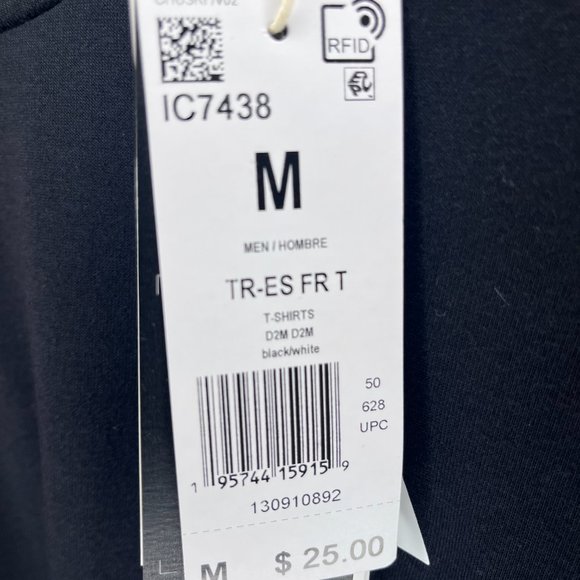 RFID
IC7438
M
MEN / HOMBRE
TR-ES FR T
T-SHIRTS
D2M D2M
black/white
50
628
UPC
1 95744 15915 9
130910892
M $ 25.00